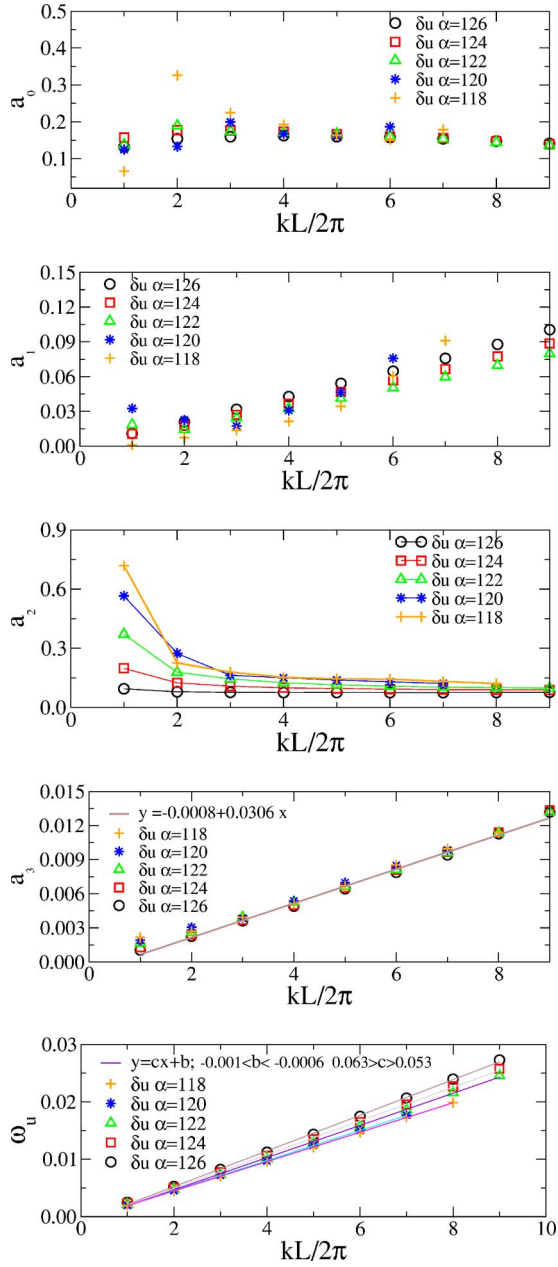 0.5
0.4
0.3
0.2
0.1
a₀
δu α=126
δu α=124
δu α=122
δu α=120
δu α=118
0 2 4 6 8
kL/2π
0.15
0.12
0.09
0.06
0.03
0.00
a₁
δu α=126
δu α=124
δu α=122
δu α=120
δu α=118
0 2 4 6 8
kL/2π
0.9
0.6
0.3
0.0
a₂
δu α=126
δu α=124
δu α=122
δu α=120
δu α=118
0 2 4 6 8
kL/2π
0.015
0.012
0.009
0.006
0.003
0.000
a₃
y =-0.0008+0.0306 x
δu α=118
δu α=120
δu α=122
δu α=124
δu α=126
0 2 4 6 8
kL/2π
0.03
0.02
0.01
0.00
ωᵤ
y=cx+b; -0.001<b< -0.0006 0.063>c>0.053
δu α=118
δu α=120
δu α=122
δu α=124
δu α=126
0 2 4 6 8 10
kL/2π